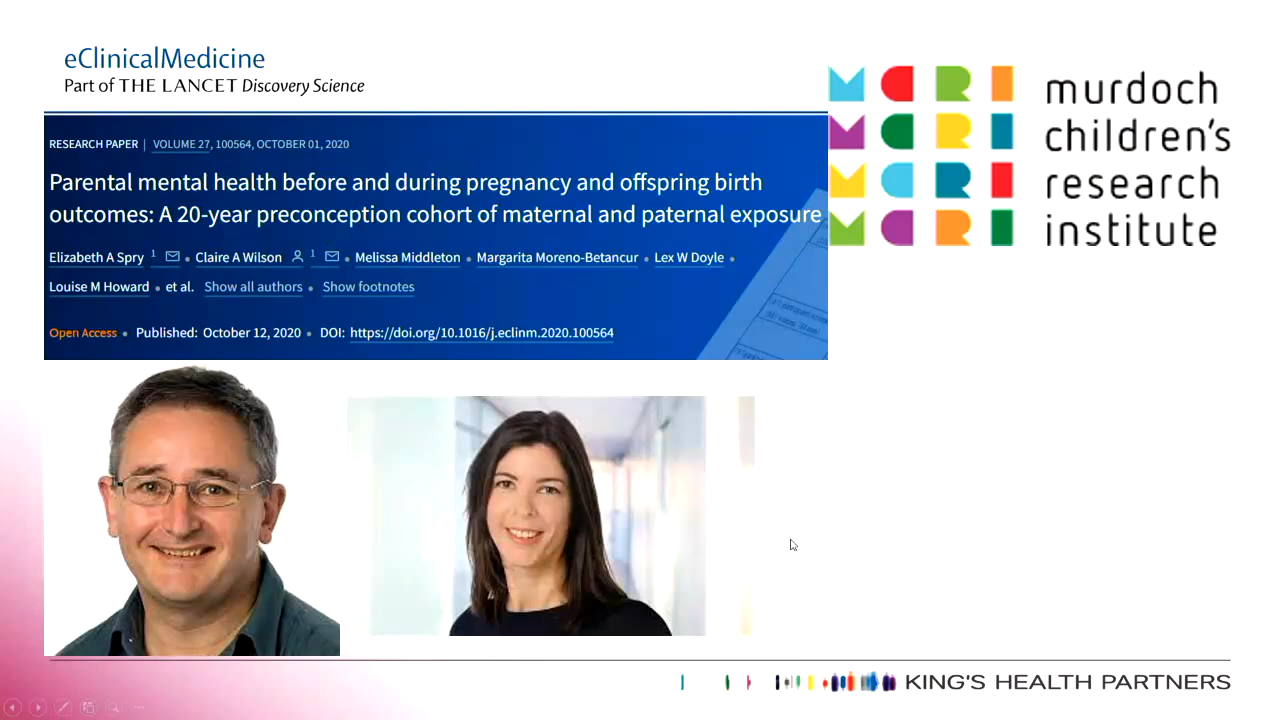 eClinicalMedicine
Part of THE LANCET Discovery Science
RESEARCH PAPER | VOLUME 27, 100564, OCTOBER 01, 2020
Parental mental health before and during pregnancy and offspring birth
outcomes: A 20-year preconception cohort of maternal and paternal exposure
Elizabeth A Spry 1 • Claire A Wilson 1 • Melissa Middleton • Margarita Moreno-Betancur • Lex W Doyle •
Louise M Howard • et al. Show all authors • Show footnotes
Open Access • Published: October 12, 2020 • DOI: https://doi.org/10.1016/j.eclinm.2020.100564
MCRI
MCRI
MCRI
MCRI
murdoch
children's
research
institute
KING'S HEALTH PARTNERS